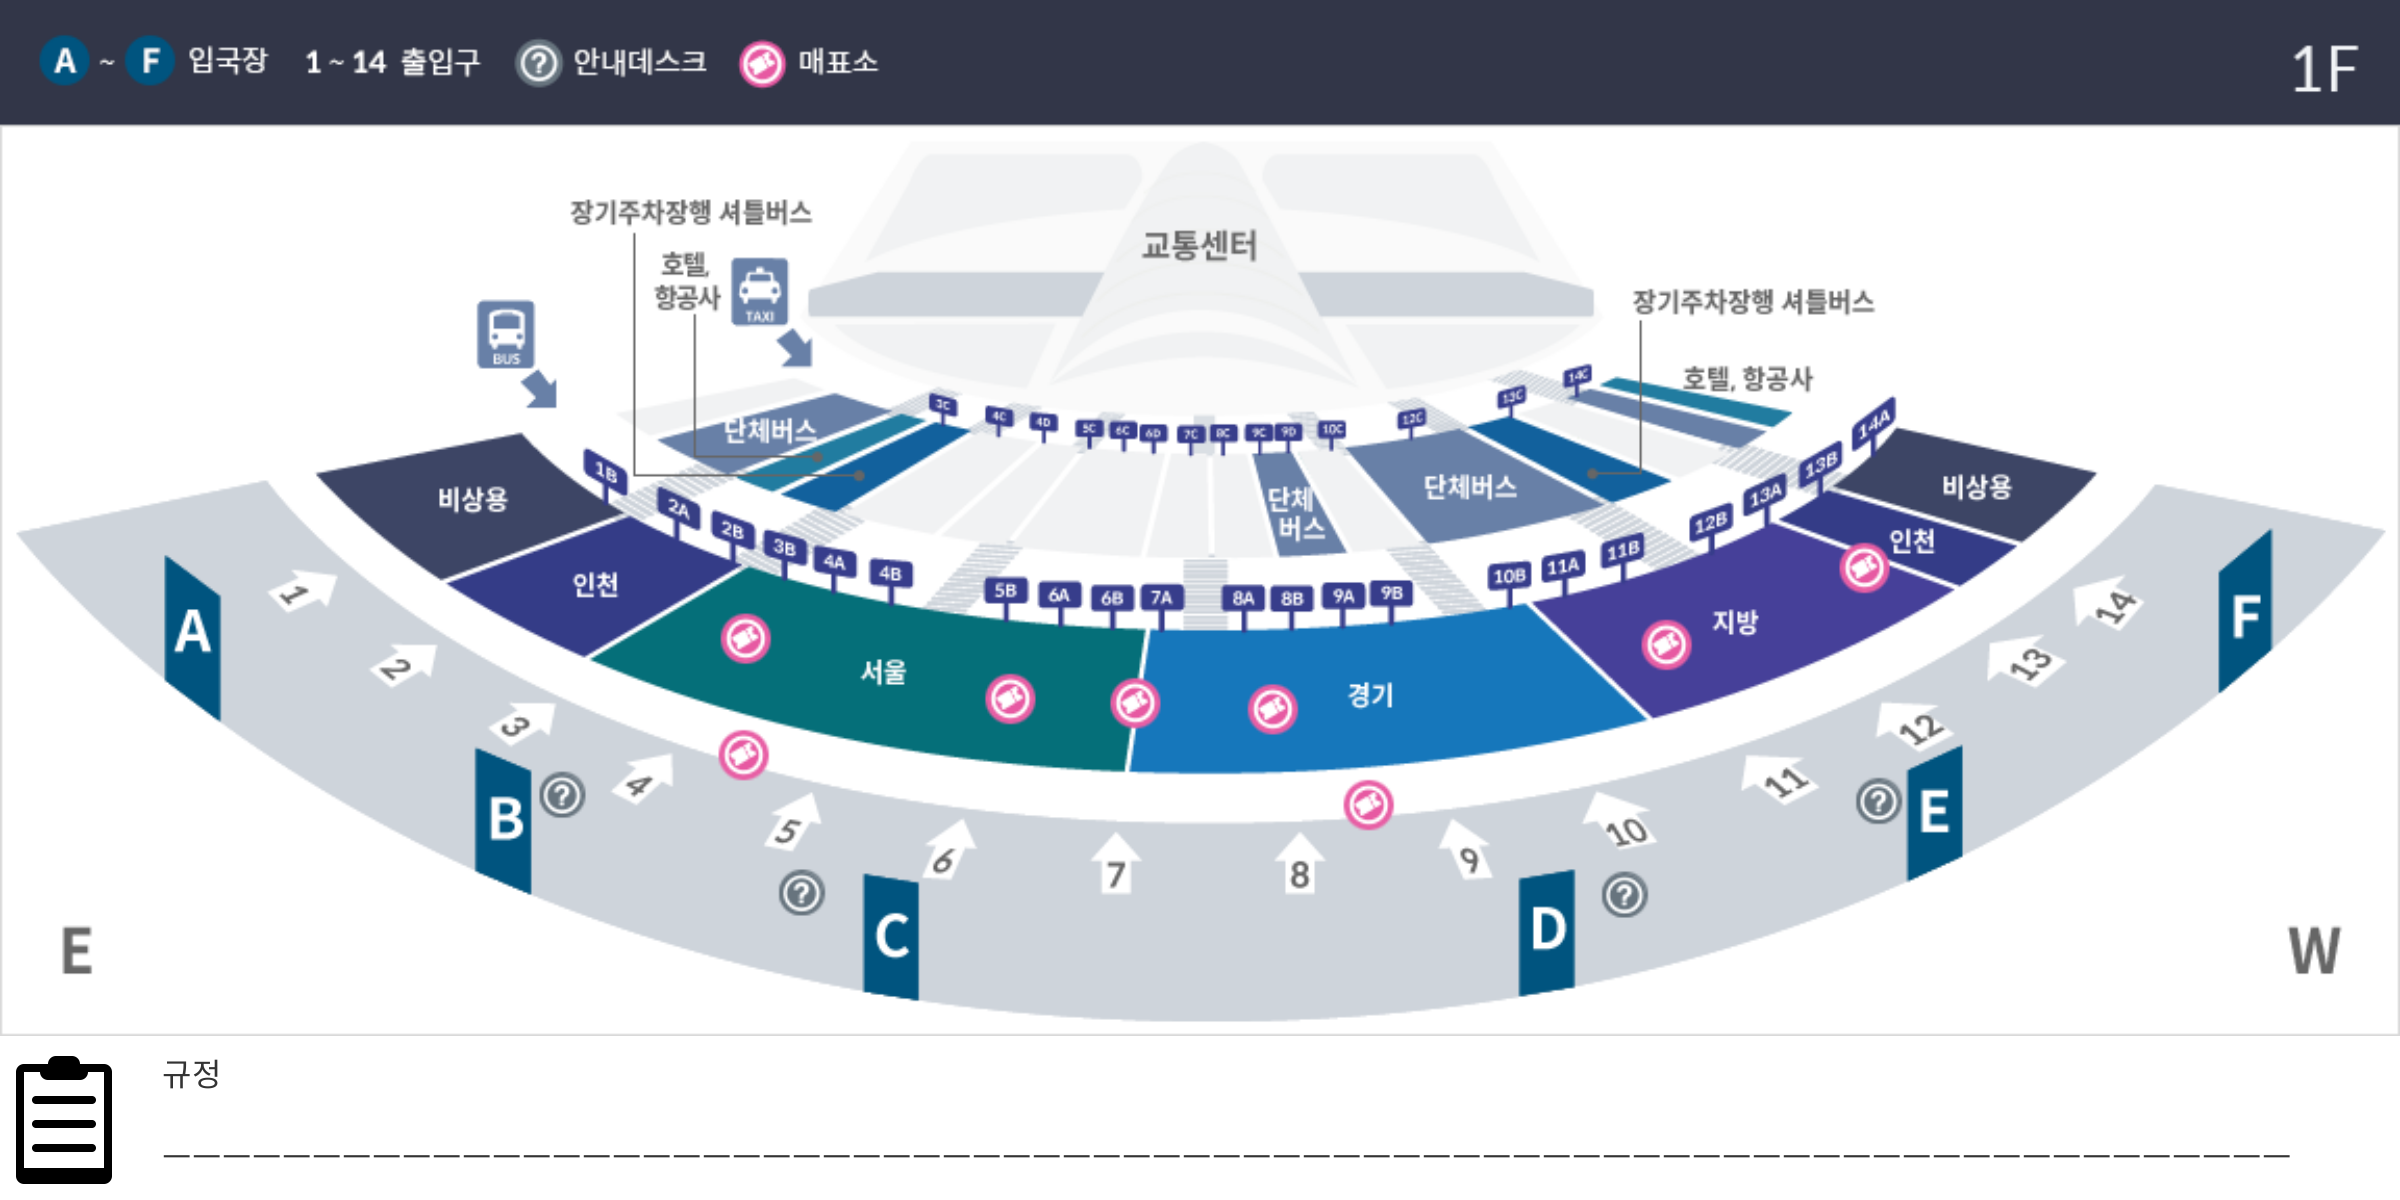 A ~ F 입국장 1 ~ 14 출입구 ? 안내데스크 매표소 1F
교통센터
장기주차장행 셔틀버스
호텔,
항공사
TAXI
BUS
장기주차장행 셔틀버스
호텔, 항공사
단체버스
3C 4C 4D 5C 6C 6D 7C 8C 9C 9D 10C 12C 13C 14C
단체
버스
단체버스
비상용
1B 2A 2B 3B 4A 4B 5B 6A 6B 7A 8A 8B 9A 9B 10B 11A 11B 12B 13A 13B 14A
비상용
인천
서울
경기
지방
인천
1 2 3 4 5 6 7 8 9 10 11 12 13 14
A B ? ? C D ? ? E F
E W
규정